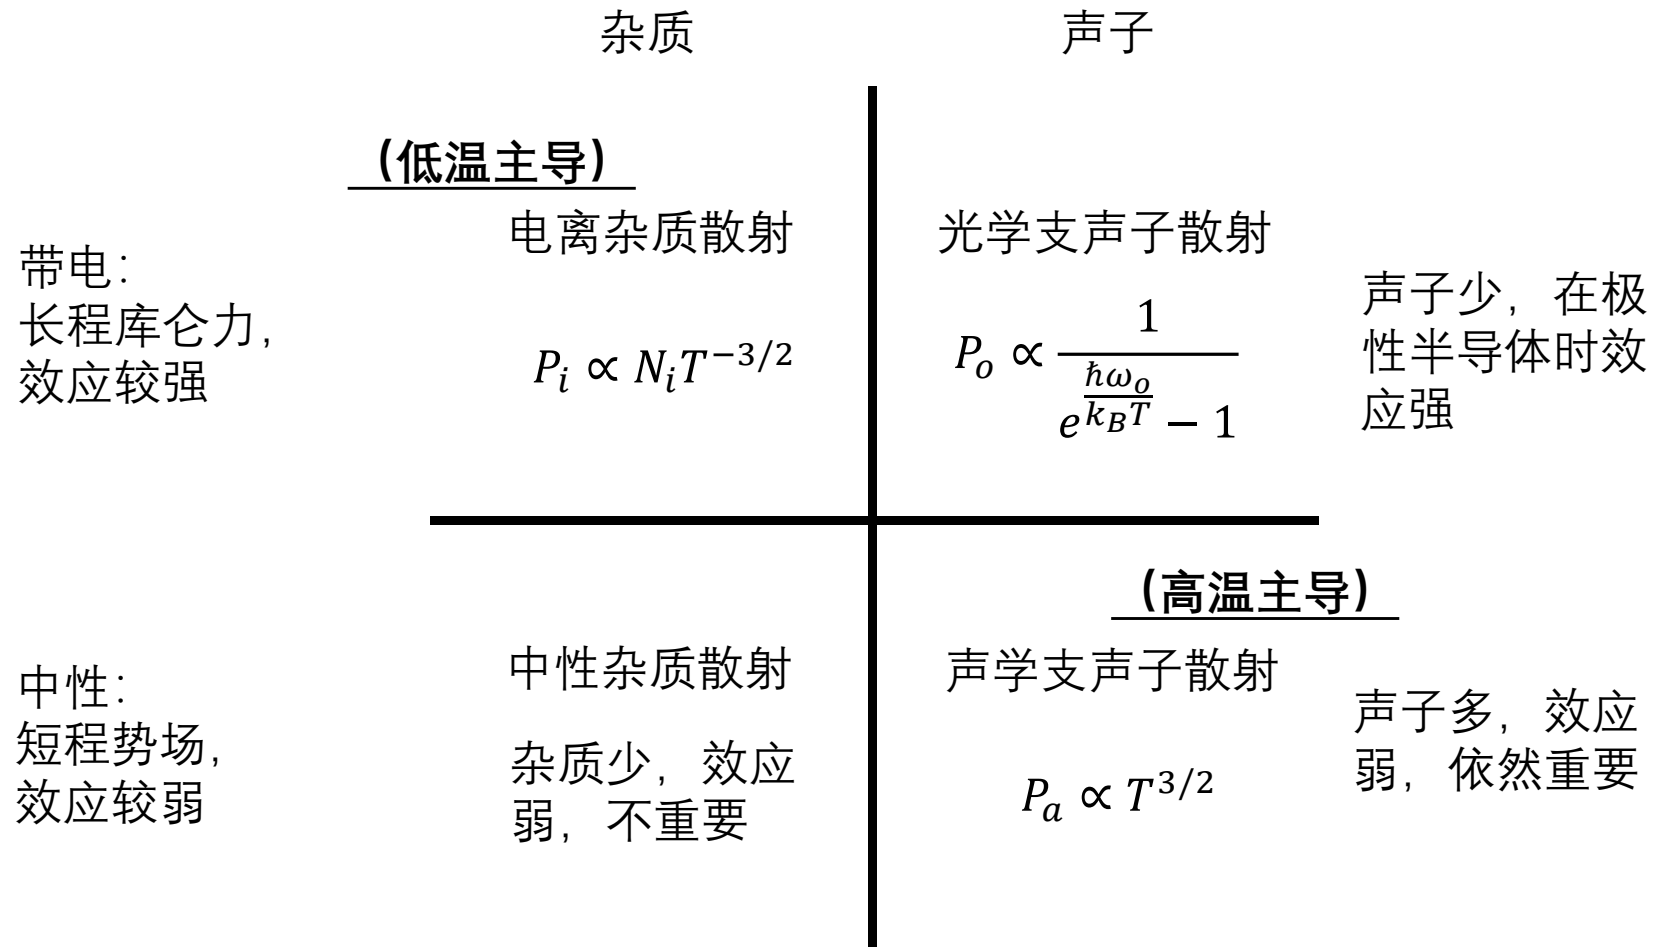 杂质
声子
(低温主导)
电离杂质散射
光学支声子散射
带电：
长程库仑力，
效应较强
P_i ∝ N_i T^{-3/2}
P_o ∝ \frac{1}{e^{\frac{ħω_o}{k_B T}} − 1}
声子少，在极
性半导体时效
应强
(高温主导)
中性杂质散射
声学支声子散射
中性：
短程势场，
效应较弱
杂质少，效应
弱，不重要
P_a ∝ T^{3/2}
声子多，效应
弱，依然重要